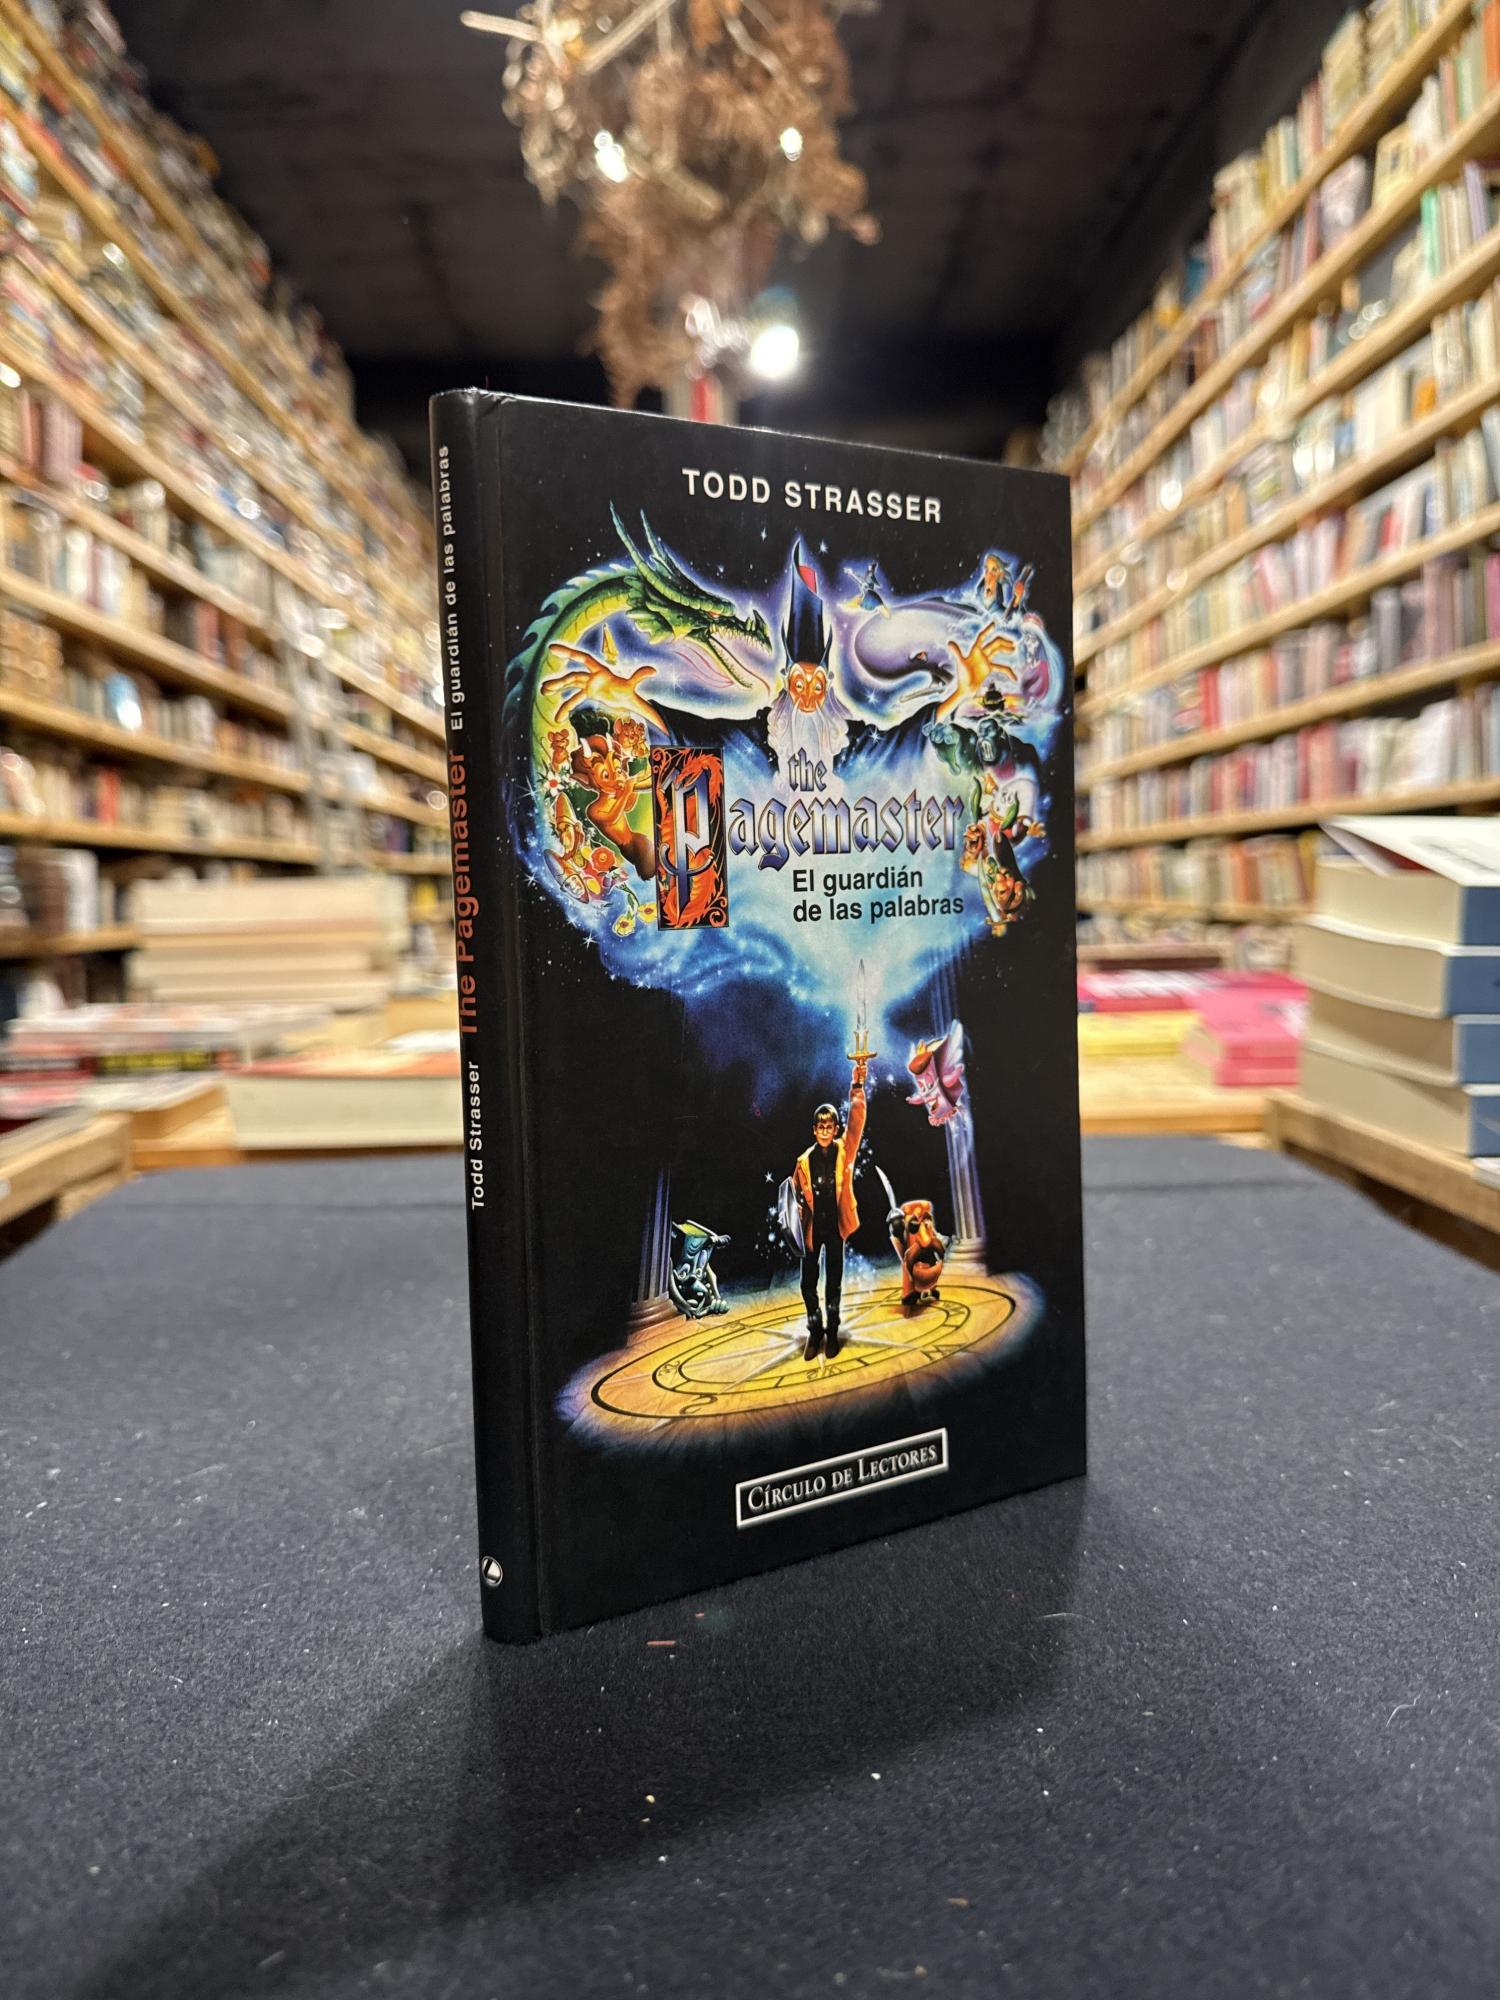 TODD STRASSER
the
Pagemaster
El guardián
de las palabras
CÍRCULO DE LECTORES
Todd Strasser The Pagemaster El guardián de las palabras